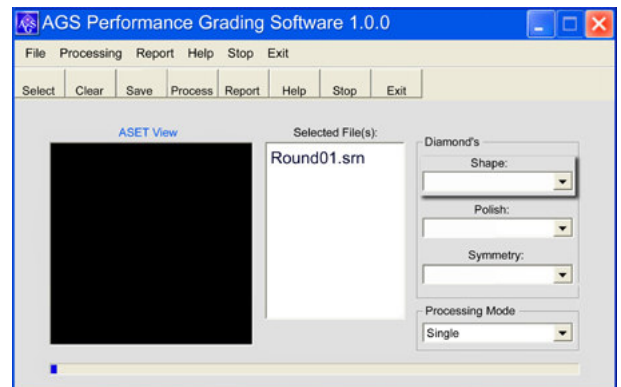 AGS AGS Performance Grading Software 1.0.0
File Processing Report Help Stop Exit
Select Clear Save Process Report Help Stop Exit
ASET View
Selected File(s):
Round01.srn
Diamond's
Shape:
Polish:
Symmetry:
Processing Mode
Single